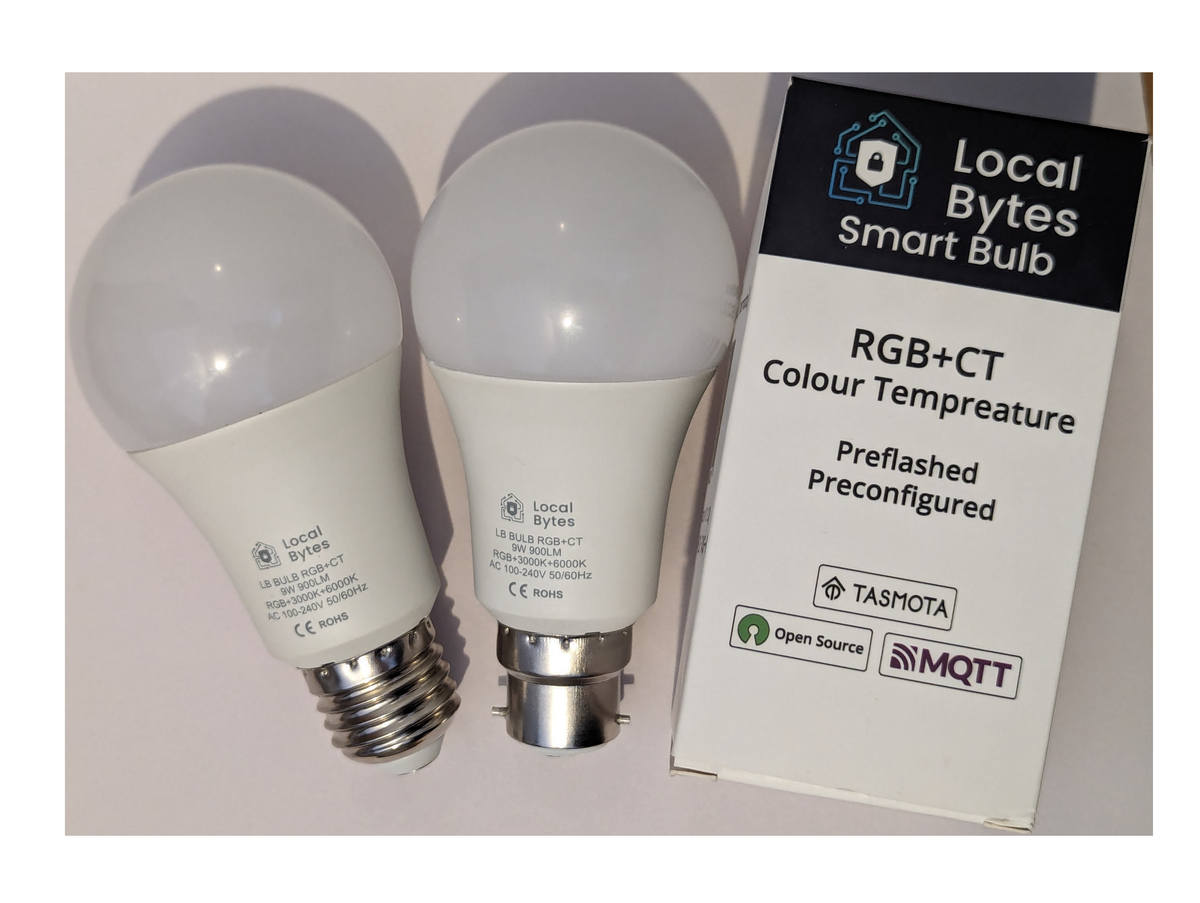 Local
Bytes
LB BULB RGB+CT
9W 900LM
RGB+3000K+6000K
AC 100-240V 50/60Hz
CE ROHS
Local
Bytes
LB BULB RGB+CT
9W 900LM
RGB+3000K+6000K
AC 100-240V 50/60Hz
CE ROHS
Local
Bytes
Smart Bulb
RGB+CT
Colour Tempreature
Preflashed
Preconfigured
TASMOTA
Open Source
MQTT